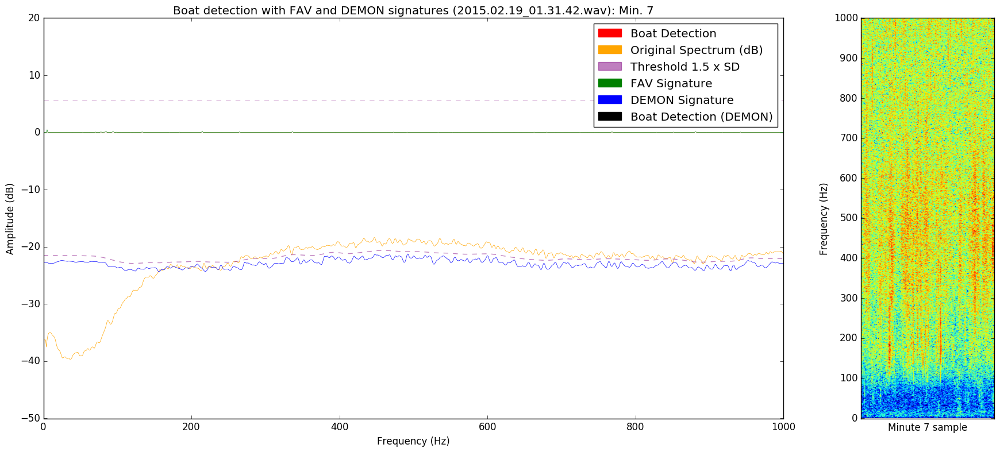 Boat detection with FAV and DEMON signatures (2015.02.19_01.31.42.wav): Min. 7
20
10
0
−10
−20
−30
−40
−50
Amplitude (dB)
0
200
400
600
800
1000
Frequency (Hz)
Boat Detection
Original Spectrum (dB)
Threshold 1.5 x SD
FAV Signature
DEMON Signature
Boat Detection (DEMON)
1000
900
800
700
600
500
400
300
200
100
0
Frequency (Hz)
Minute 7 sample